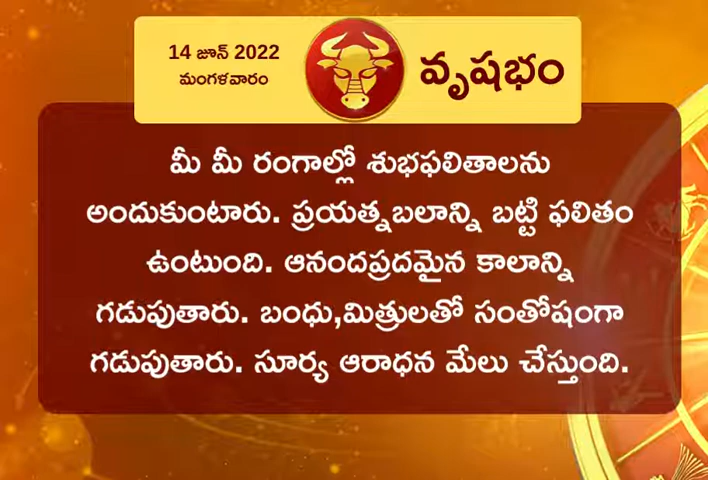 14 జూన్ 2022
మంగళవారం
వృషభం
మీ మీ రంగాల్లో శుభఫలితాలను
అందుకుంటారు. ప్రయత్నబలాన్ని బట్టి ఫలితం
ఉంటుంది. ఆనందప్రదమైన కాలాన్ని
గడుపుతారు. బంధు,మిత్రులతో సంతోషంగా
గడుపుతారు. సూర్య ఆరాధన మేలు చేస్తుంది.